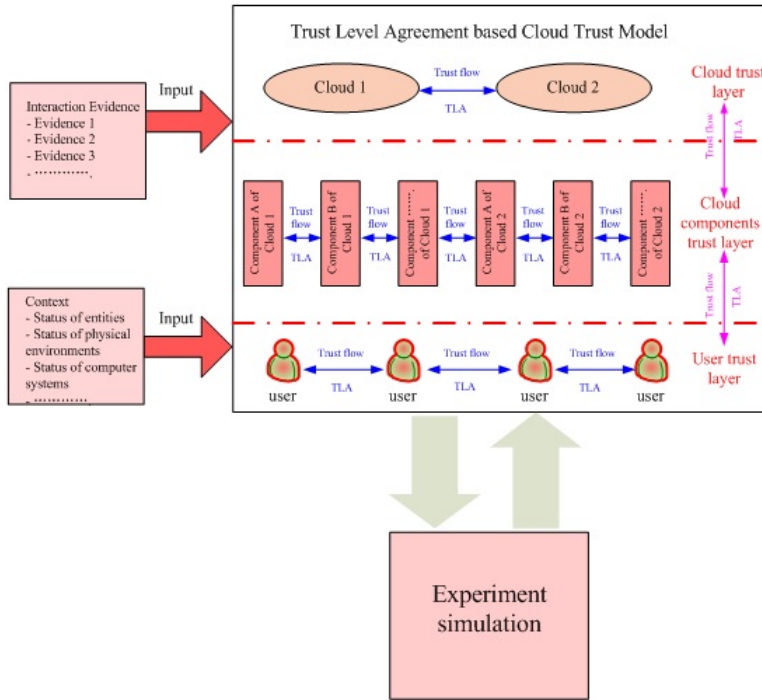 Trust Level Agreement based Cloud Trust Model
Interaction Evidence
- Evidence 1
- Evidence 2
- Evidence 3
- ………….
Input
Cloud 1
Trust flow
TLA
Cloud 2
Cloud trust
layer
Trust flow
TLA
Component A of
Cloud 1
Trust
flow
TLA
Component B of
Cloud 1
Trust
flow
TLA
Component …….
of Cloud 1
Trust
flow
TLA
Component A of
Cloud 2
Trust
flow
TLA
Component B of
Cloud 2
Trust
flow
TLA
Component …….
of Cloud 2
Cloud
components
trust layer
Trust flow
TLA
Context
- Status of entities
- Status of physical
environments
- Status of computer
systems
- ………….
Input
user
Trust flow
TLA
user
Trust flow
TLA
user
Trust flow
TLA
user
User trust
layer
Experiment
simulation